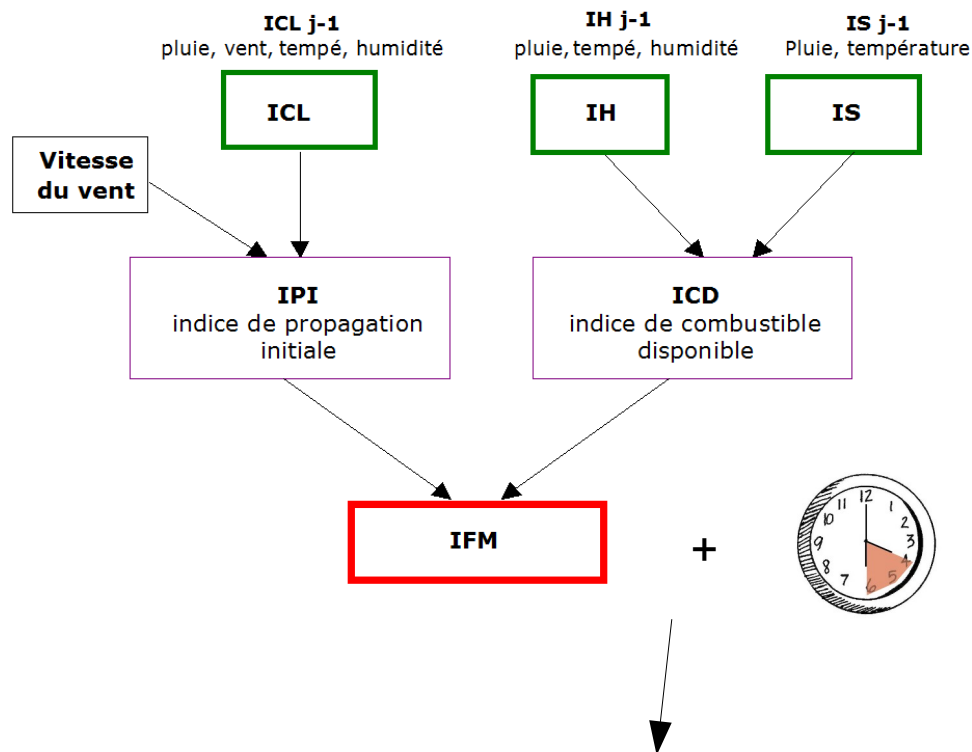 ICL j-1
pluie, vent, tempé, humidité
IH j-1
pluie, tempé, humidité
IS j-1
Pluie, température
ICL
IH
IS
Vitesse
du vent
IPI
indice de propagation
initiale
ICD
indice de combustible
disponible
IFM
+
12
1
2
3
4
5
6
7
8
9
10
11